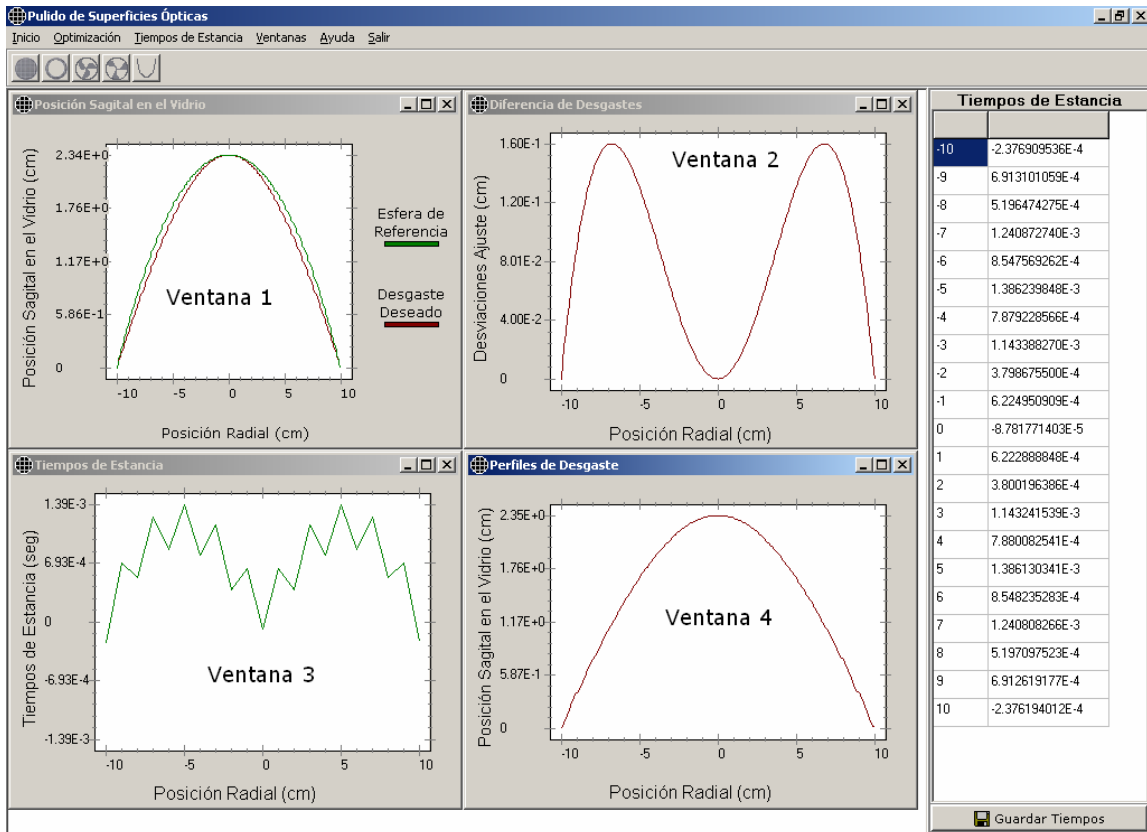 Pulido de Superficies Ópticas
Inicio Optimización Tiempos de Estancia Ventanas Ayuda Salir
Posición Sagital en el Vidrio
Posición Sagital en el Vidrio (cm)
2.34E+0
1.76E+0
1.17E+0
5.86E-1
0
-10 -5 0 5 10
Posición Radial (cm)
Ventana 1
Esfera de
Referencia
Desgaste
Deseado
Diferencia de Desgastes
Desviaciones Ajuste (cm)
1.60E-1
1.20E-1
8.01E-2
4.00E-2
0
-10 -5 0 5 10
Posición Radial (cm)
Ventana 2
Tiempos de Estancia
Tiempos de Estancia (seg)
1.39E-3
6.93E-4
0
-6.93E-4
-1.39E-3
-10 -5 0 5 10
Posición Radial (cm)
Ventana 3
Perfiles de Desgaste
Posición Sagital en el Vidrio (cm)
2.35E+0
1.76E+0
1.17E+0
5.87E-1
0
-10 -5 0 5 10
Posición Radial (cm)
Ventana 4
Tiempos de Estancia
-10 -2.376909536E-4
-9 6.913101059E-4
-8 5.196474275E-4
-7 1.240872740E-3
-6 8.547569262E-4
-5 1.386239848E-3
-4 7.879228566E-4
-3 1.143388270E-3
-2 3.798675500E-4
-1 6.224950909E-4
0 -8.781771403E-5
1 6.222888848E-4
2 3.800196386E-4
3 1.143241539E-3
4 7.880082541E-4
5 1.386130341E-3
6 8.548235283E-4
7 1.240808266E-3
8 5.197097523E-4
9 6.912619177E-4
10 -2.376194012E-4
Guardar Tiempos